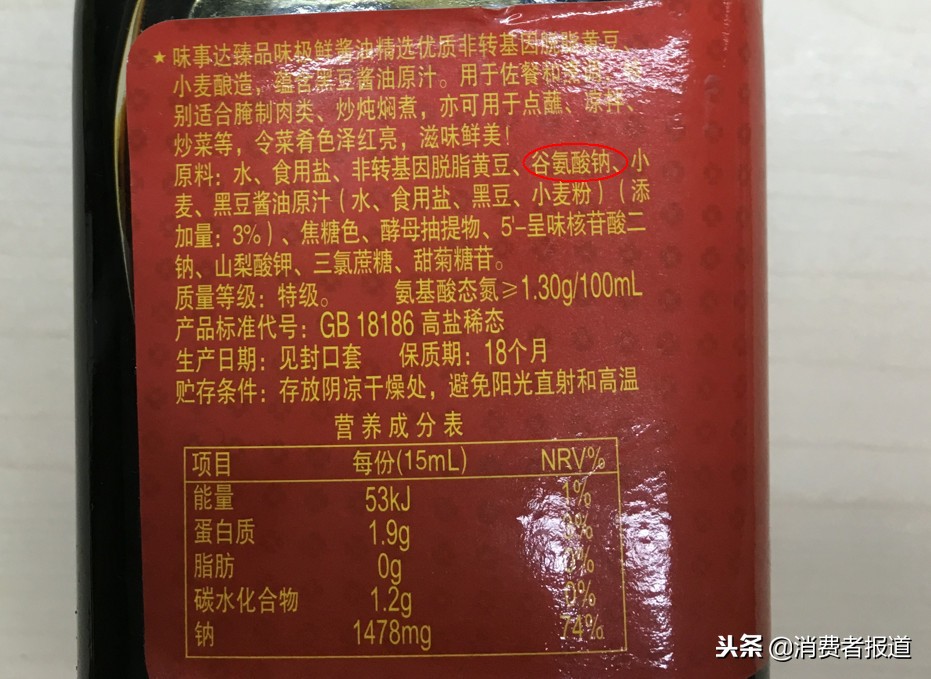 ★味事达臻品味极鲜酱油精选优质非转基因脱脂黄豆、
小麦酿造，蕴含黑豆酱油原汁。用于佐餐和
别适合腌制肉类、炒炖焖煮，亦可用于点蘸、凉拌、
炒菜等，令菜肴色泽红亮，滋味鲜美！
原料：水、食用盐、非转基因脱脂黄豆、谷氨酸钠、小
麦、黑豆酱油原汁（水、食用盐、黑豆、小麦粉）（添
加量：3%）、焦糖色、酵母抽提物、5'-呈味核苷酸二
钠、山梨酸钾、三氯蔗糖、甜菊糖苷。
质量等级：特级。 氨基酸态氮≥1.30g/100mL
产品标准代号：GB 18186 高盐稀态
生产日期：见封口套 保质期：18个月
贮存条件：存放阴凉干燥处，避免阳光直射和高温
营养成分表
项目 每份(15mL) NRV%
能量 53kJ 1%
蛋白质 1.9g 3%
脂肪 0g 0%
碳水化合物 1.2g 0%
钠 1478mg 74%
头条 @消费者报道